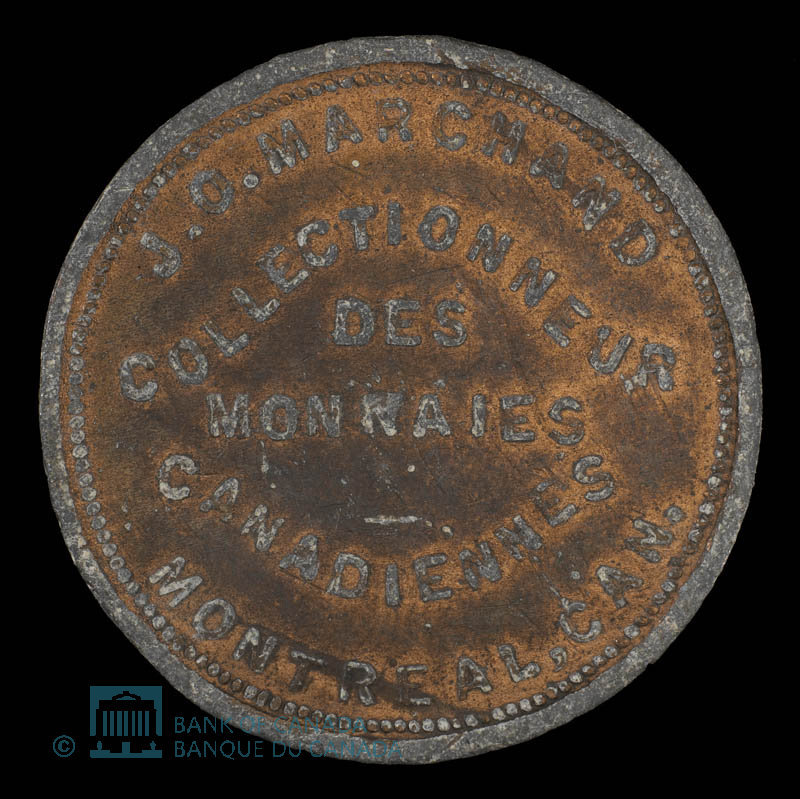 J.O.MARCHAND
COLLECTIONNEUR
DES
MONNAIES
CANADIENNES
MONTREAL, CAN.
© BANK OF CANADA
BANQUE DU CANADA